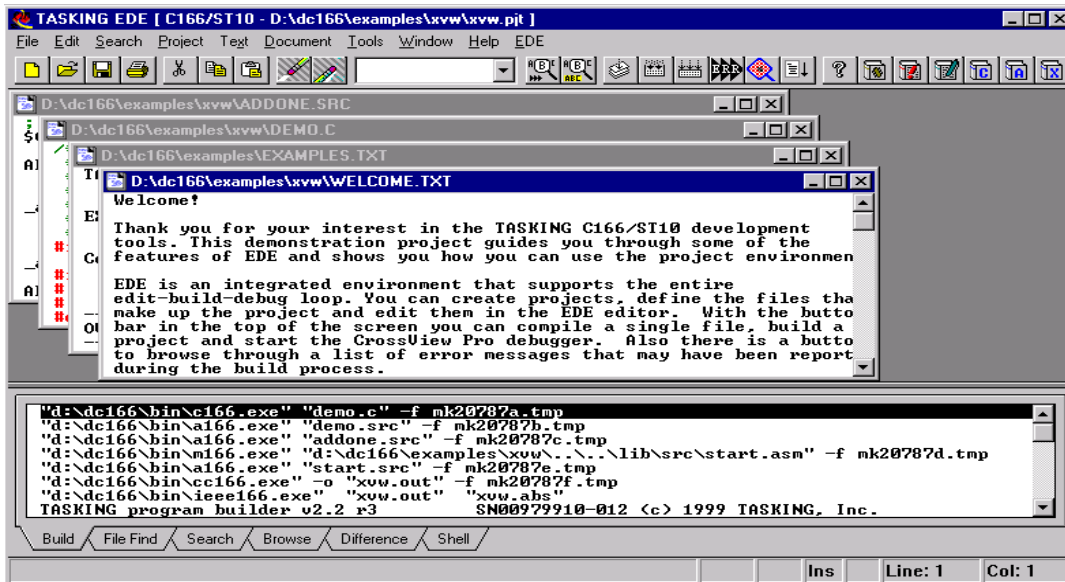 TASKING EDE [ C166/ST10 - D:\dc166\examples\xvw\xvw.pjt ]
File Edit Search Project Text Document Tools Window Help EDE
D:\dc166\examples\xvw\ADDONE.SRC
D:\dc166\examples\xvw\DEMO.C
D:\dc166\examples\EXAMPLES.TXT
D:\dc166\examples\xvw\WELCOME.TXT
Welcome!
Thank you for your interest in the TASKING C166/ST10 development
tools. This demonstration project guides you through some of the
features of EDE and shows you how you can use the project environmen
EDE is an integrated environment that supports the entire
edit-build-debug loop. You can create projects, define the files tha
make up the project and edit them in the EDE editor. With the butto
bar in the top of the screen you can compile a single file, build a
project and start the CrossView Pro debugger. Also there is a butto
to browse through a list of error messages that may have been report
during the build process.
"d:\dc166\bin\c166.exe" "demo.c" -f mk20787a.tmp
"d:\dc166\bin\a166.exe" "demo.src" -f mk20787b.tmp
"d:\dc166\bin\a166.exe" "addone.src" -f mk20787c.tmp
"d:\dc166\bin\m166.exe" "d:\dc166\examples\xvw\..\..\lib\src\start.asm" -f mk20787d.tmp
"d:\dc166\bin\a166.exe" "start.src" -f mk20787e.tmp
"d:\dc166\bin\cc166.exe" -o "xvw.out" -f mk20787f.tmp
"d:\dc166\bin\ieee166.exe" "xvw.out" "xvw.abs"
TASKING program builder v2.2 r3 SN00979910-012 (c) 1999 TASKING, Inc.
Build File Find Search Browse Difference Shell
Ins Line: 1 Col: 1